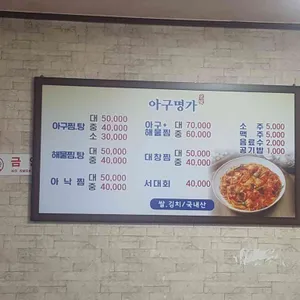 아구명가
아구찜,탕 대 50,000
중 40,000
소 30,000
해물찜,탕 대 50,000
중 40,000
아 낙 찜 대 50,000
중 40,000
아구+해물찜 대 70,000
중 60,000
대창찜 대 50,000
중 40,000
서대회 40,000
소 주 5,000
맥 주 5,000
음료수 2,000
공기밥 1,000
쌀,김치/국내산
금